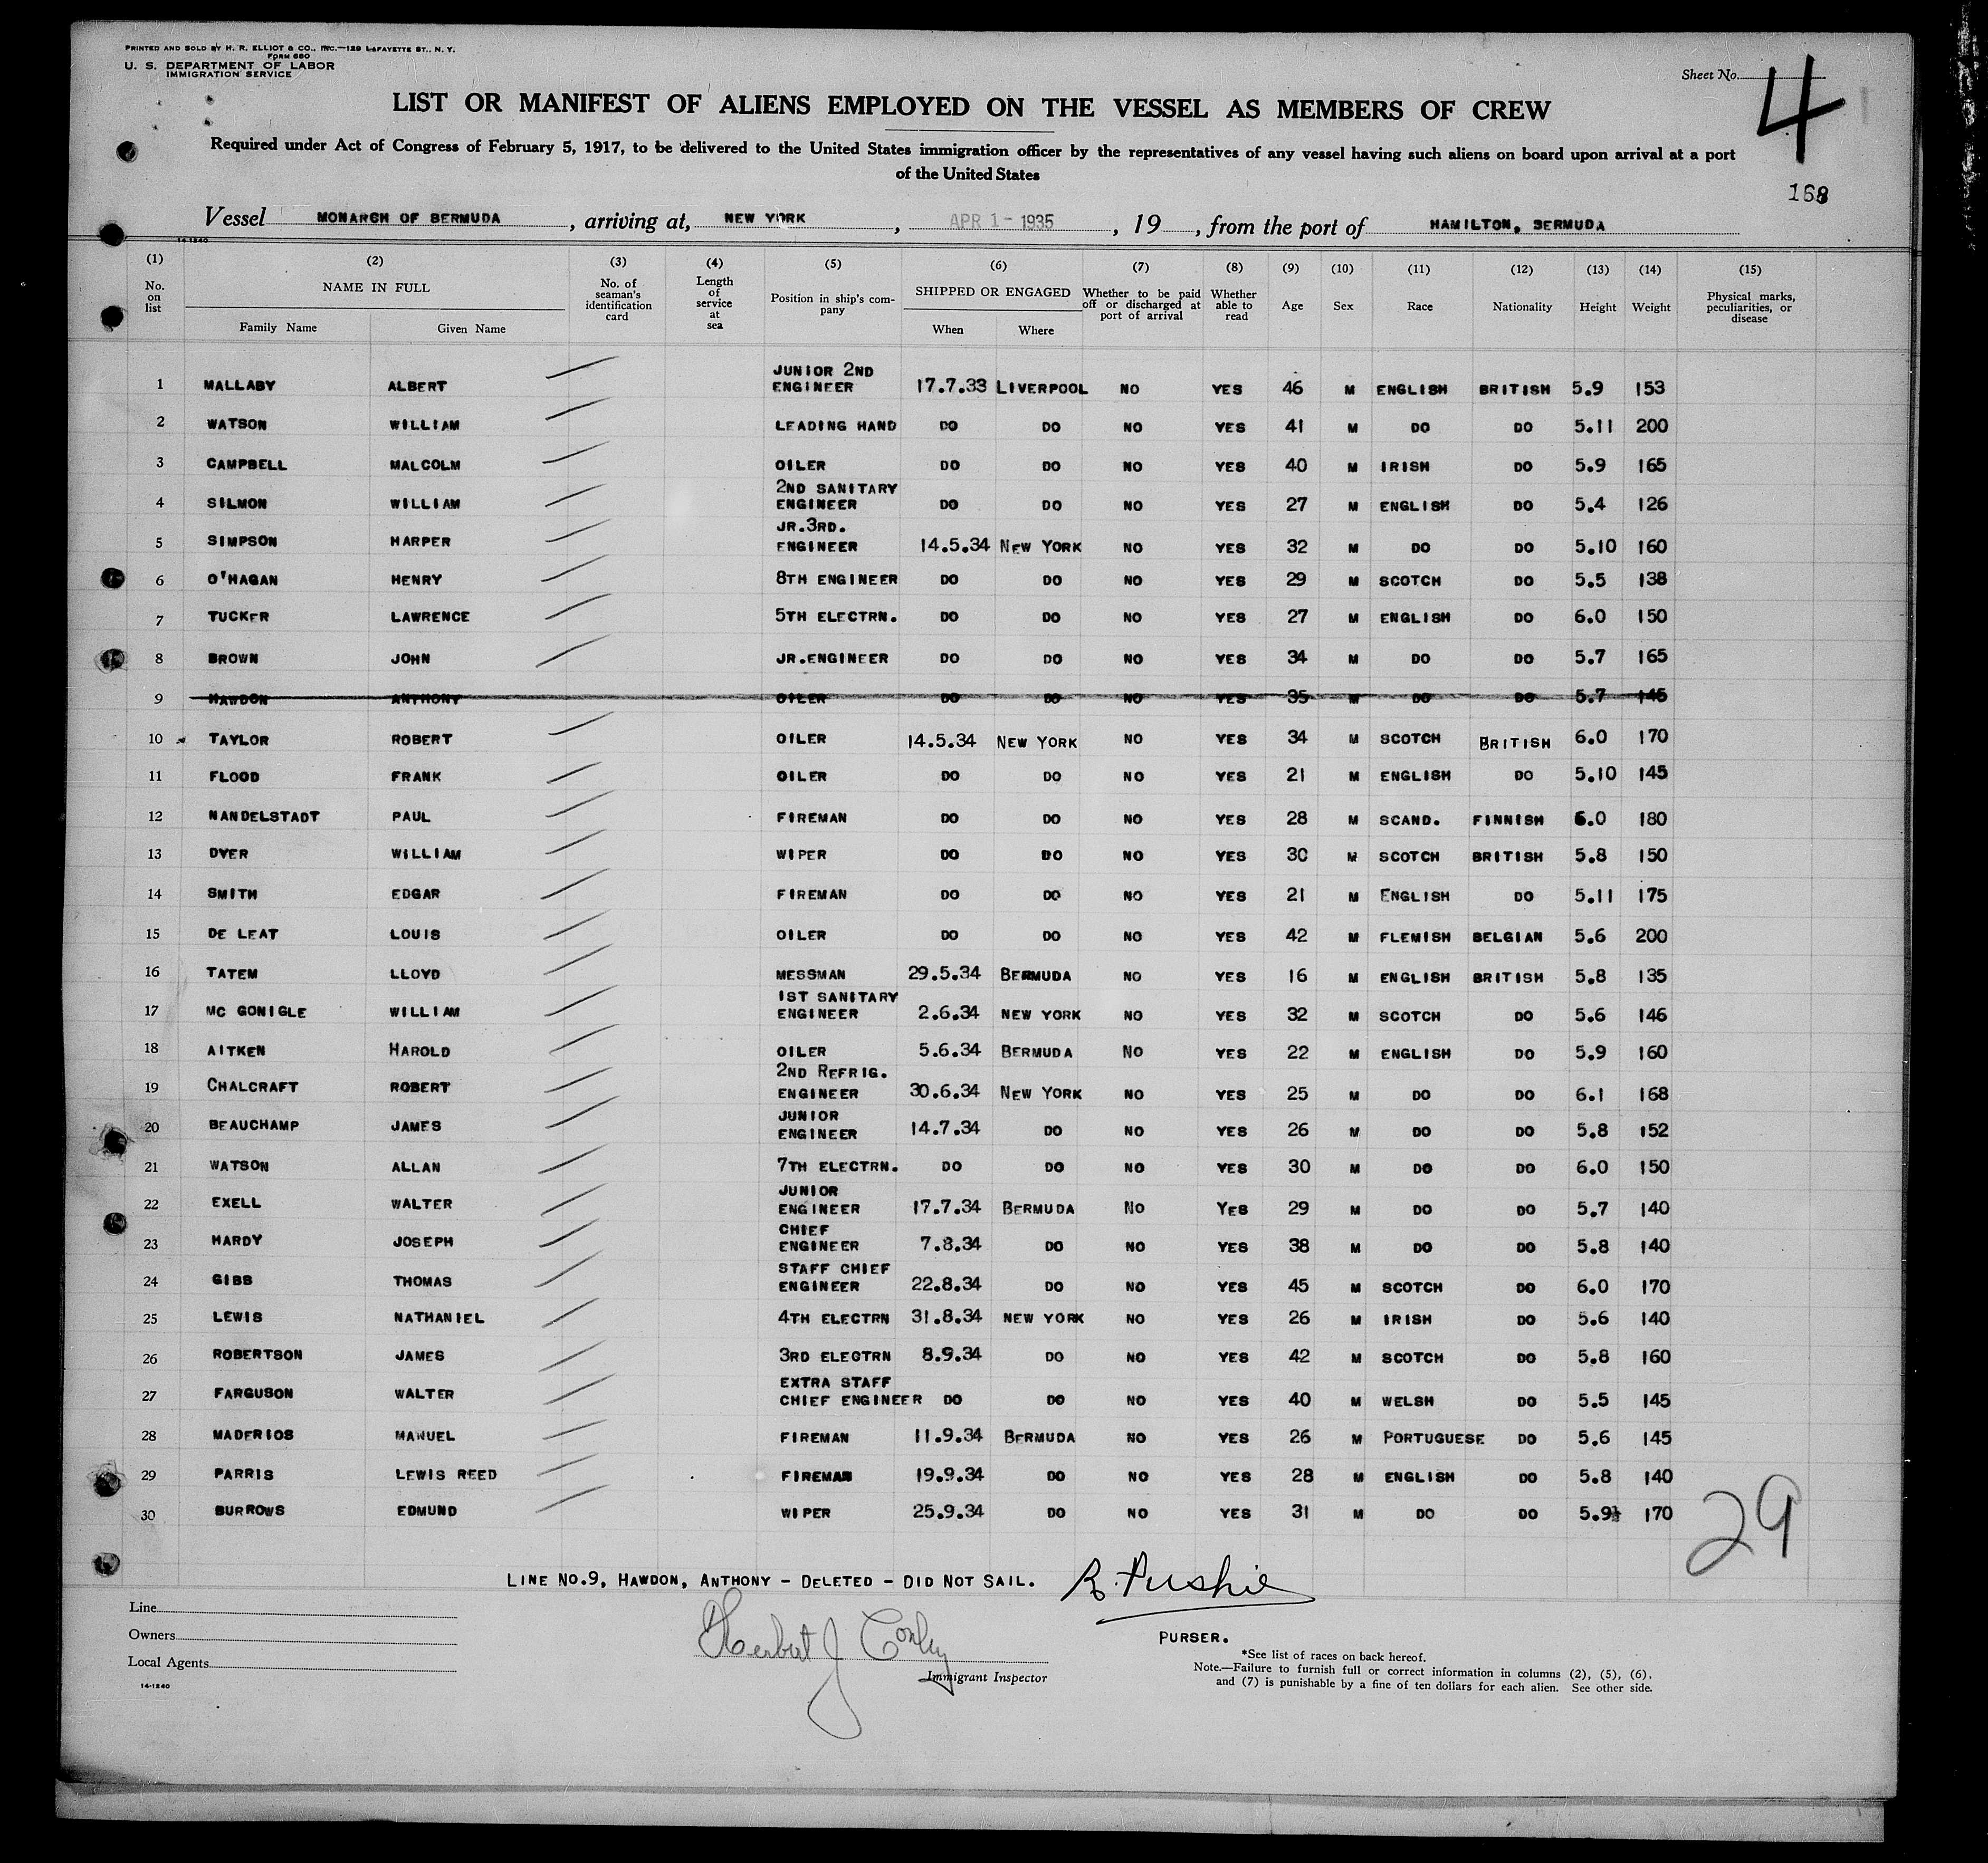 PRINTED AND SOLD BY H. R. ELLIOT & CO., INC.—129 LAFAYETTE ST., N. Y.
FORM 680
U. S. DEPARTMENT OF LABOR
IMMIGRATION SERVICE
Sheet No. 4
LIST OR MANIFEST OF ALIENS EMPLOYED ON THE VESSEL AS MEMBERS OF CREW
Required under Act of Congress of February 5, 1917, to be delivered to the United States immigration officer by the representatives of any vessel having such aliens on board upon arrival at a port
of the United States
168
Vessel MONARCH OF BERMUDA, arriving at, NEW YORK, APR 1 - 1935, 19, from the port of HAMILTON, BERMUDA
14-1240
(1) (2) (3) (4) (5) (6) (7) (8) (9) (10) (11) (12) (13) (14) (15)
No. on list NAME IN FULL Family Name Given Name No. of seaman's identification card Length of service at sea Position in ship's company SHIPPED OR ENGAGED When Where Whether to be paid off or discharged at port of arrival Whether able to read Age Sex Race Nationality Height Weight Physical marks, peculiarities, or disease
1 MALLABY ALBERT JUNIOR 2ND ENGINEER 17.7.33 LIVERPOOL NO YES 46 M ENGLISH BRITISH 5.9 153
2 WATSON WILLIAM LEADING HAND DO DO NO YES 41 M DO DO 5.11 200
3 CAMPBELL MALCOLM OILER DO DO NO YES 40 M IRISH DO 5.9 165
4 SILMON WILLIAM 2ND SANITARY ENGINEER DO DO NO YES 27 M ENGLISH DO 5.4 126
5 SIMPSON HARPER JR.3RD. ENGINEER 14.5.34 NEW YORK NO YES 32 M DO DO 5.10 160
6 O'HAGAN HENRY 8TH ENGINEER DO DO NO YES 29 M SCOTCH DO 5.5 138
7 TUCKER LAWRENCE 5TH ELECTRN. DO DO NO YES 27 M ENGLISH DO 6.0 150
8 BROWN JOHN JR.ENGINEER DO DO NO YES 34 M DO DO 5.7 165
9 HAWDON ANTHONY OILER DO DO NO YES 35 M DO DO 5.7 145
10 TAYLOR ROBERT OILER 14.5.34 NEW YORK NO YES 34 M SCOTCH BRITISH 6.0 170
11 FLOOD FRANK OILER DO DO NO YES 21 M ENGLISH DO 5.10 145
12 NANDELSTADT PAUL FIREMAN DO DO NO YES 28 M SCAND. FINNISH 6.0 180
13 DYER WILLIAM WIPER DO DO NO YES 30 M SCOTCH BRITISH 5.8 150
14 SMITH EDGAR FIREMAN DO DO NO YES 21 M ENGLISH DO 5.11 175
15 DE LEAT LOUIS OILER DO DO NO YES 42 M FLEMISH BELGIAN 5.6 200
16 TATEM LLOYD MESSMAN 29.5.34 BERMUDA NO YES 16 M ENGLISH BRITISH 5.8 135
17 MC GONIGLE WILLIAM 1ST SANITARY ENGINEER 2.6.34 NEW YORK NO YES 32 M SCOTCH DO 5.6 146
18 AITKEN HAROLD OILER 5.6.34 BERMUDA NO YES 22 M ENGLISH DO 5.9 160
19 CHALCRAFT ROBERT 2ND REFRIG. ENGINEER 30.6.34 NEW YORK NO YES 25 M DO DO 6.1 168
20 BEAUCHAMP JAMES JUNIOR ENGINEER 14.7.34 DO NO YES 26 M DO DO 5.8 152
21 WATSON ALLAN 7TH ELECTRN. DO DO NO YES 30 M DO DO 6.0 150
22 EXELL WALTER JUNIOR ENGINEER 17.7.34 BERMUDA NO YES 29 M DO DO 5.7 140
23 HARDY JOSEPH CHIEF ENGINEER 7.8.34 DO NO YES 38 M DO DO 5.8 140
24 GIBB THOMAS STAFF CHIEF ENGINEER 22.8.34 DO NO YES 45 M SCOTCH DO 6.0 170
25 LEWIS NATHANIEL 4TH ELECTRN 31.8.34 NEW YORK NO YES 26 M IRISH DO 5.6 140
26 ROBERTSON JAMES 3RD ELECTRN 8.9.34 DO NO YES 42 M SCOTCH DO 5.8 160
27 FARGUSON WALTER EXTRA STAFF CHIEF ENGINEER DO DO NO YES 40 M WELSH DO 5.5 145
28 MADERIOS MANUEL FIREMAN 11.9.34 BERMUDA NO YES 26 M PORTUGUESE DO 5.6 145
29 PARRIS LEWIS REED FIREMAN 19.9.34 DO NO YES 28 M ENGLISH DO 5.8 140
30 BURROWS EDMUND WIPER 25.9.34 DO NO YES 31 M DO DO 5.9½ 170
29
LINE NO.9, HAWDON, ANTHONY - DELETED - DID NOT SAIL.
Line
Owners
Local Agents
14-1240
Herbert J
Immigrant Inspector
PURSER.
*See list of races on back hereof.
Note.—Failure to furnish full or correct information in columns (2), (5), (6),
and (7) is punishable by a fine of ten dollars for each alien. See other side.